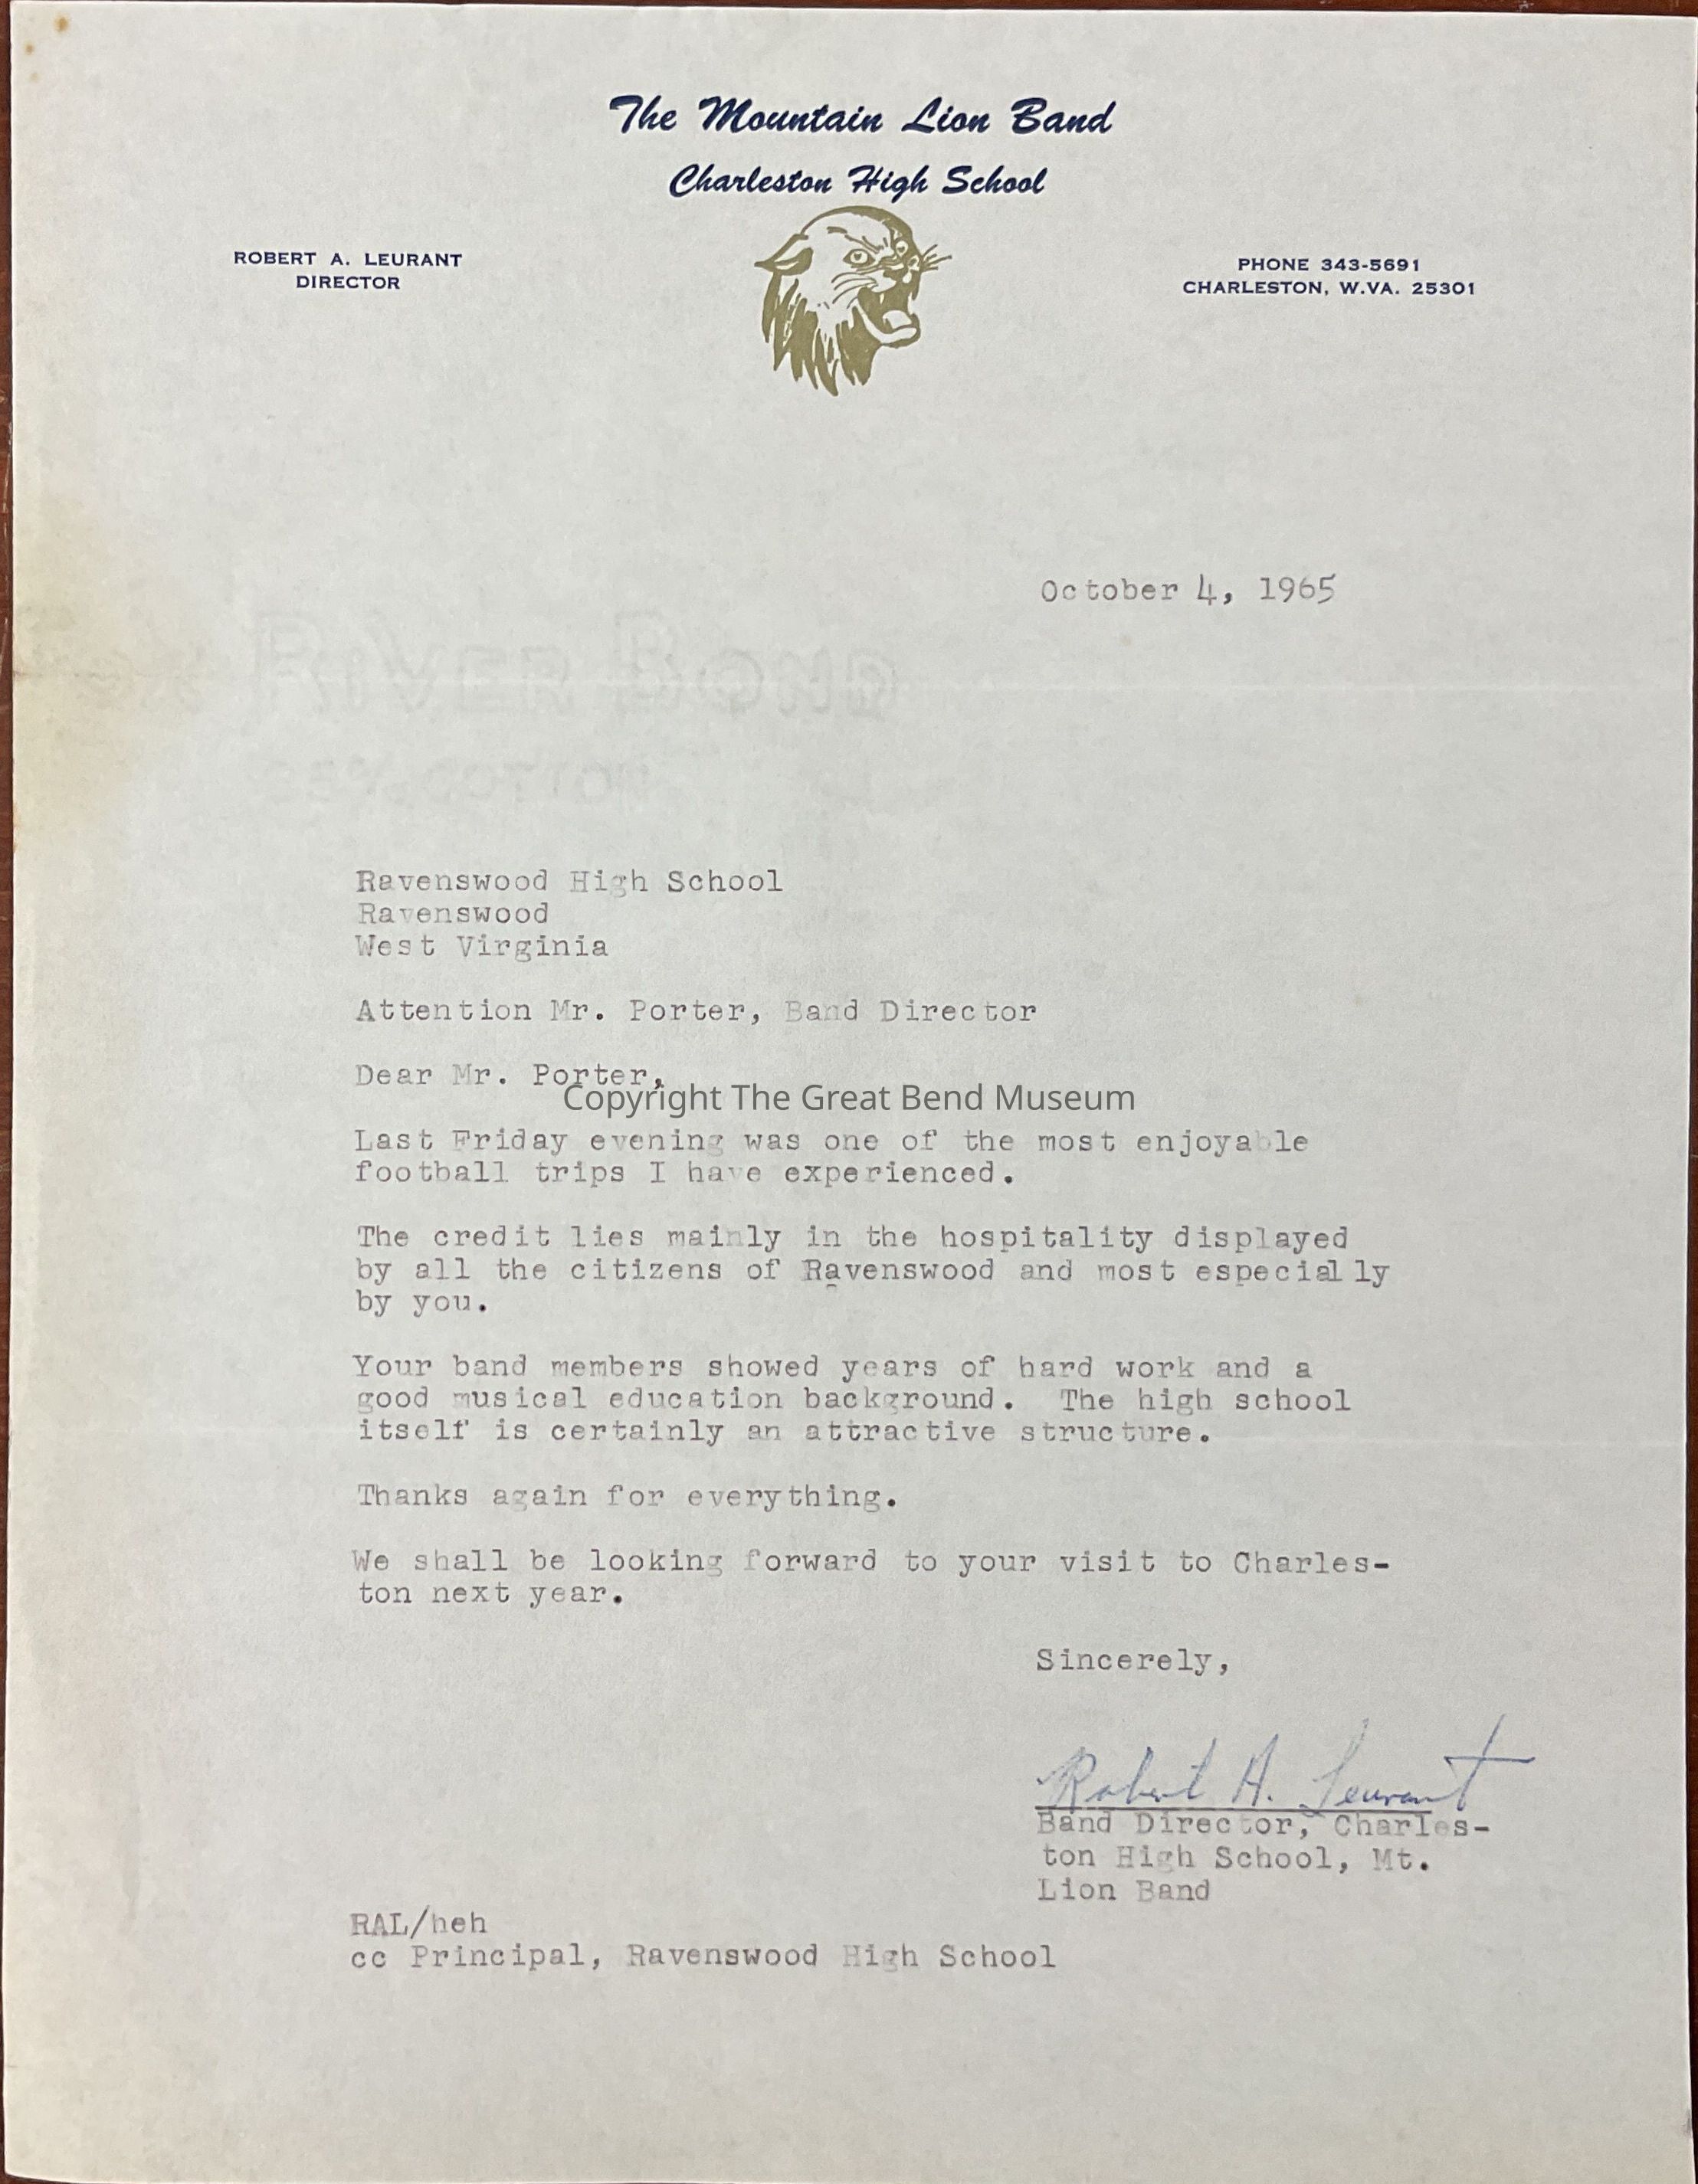 The Mountain Lion Band
Charleston High School
ROBERT A. LEURANT
DIRECTOR
PHONE 343-5691
CHARLESTON, W.VA. 25301
October 4, 1965
RIVER BOND
COTTON
Ravenswood High School
Ravenswood
West Virginia
Attention Mr. Porter, Band Director
Dear Mr. Porter,
Copyright The Great Bend Museum
Last Friday evening was one of the most enjoyable
football trips I have experienced.
The credit lies mainly in the hospitality displayed
by all the citizens of Ravenswood and most especially
by you.
Your band members showed years of hard work and a
good musical education background. The high school
itself is certainly an attractive structure.
Thanks again for everything.
We shall be looking forward to your visit to Charles-
ton next year.
Sincerely,
Robert A. Leurant
Band Director, Charles-
ton High School, Mt.
Lion Band
RAL/heh
cc Principal, Ravenswood High School